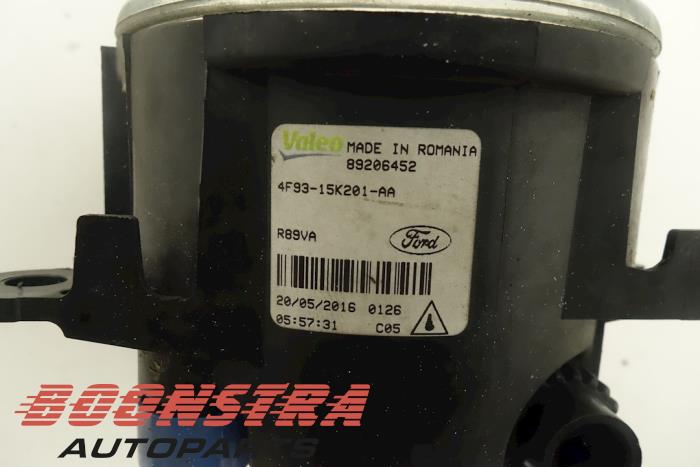 Valeo MADE IN ROMANIA
89206452
4F93-15K201-AA
R89VA
Ford
20/05/2016 0126
05:57:31 C05
BOONSTRA
AUTOPARTS